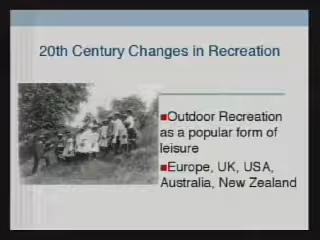 20th Century Changes in Recreation
Outdoor Recreation
as a popular form of
leisure
Europe, UK, USA,
Australia, New Zealand